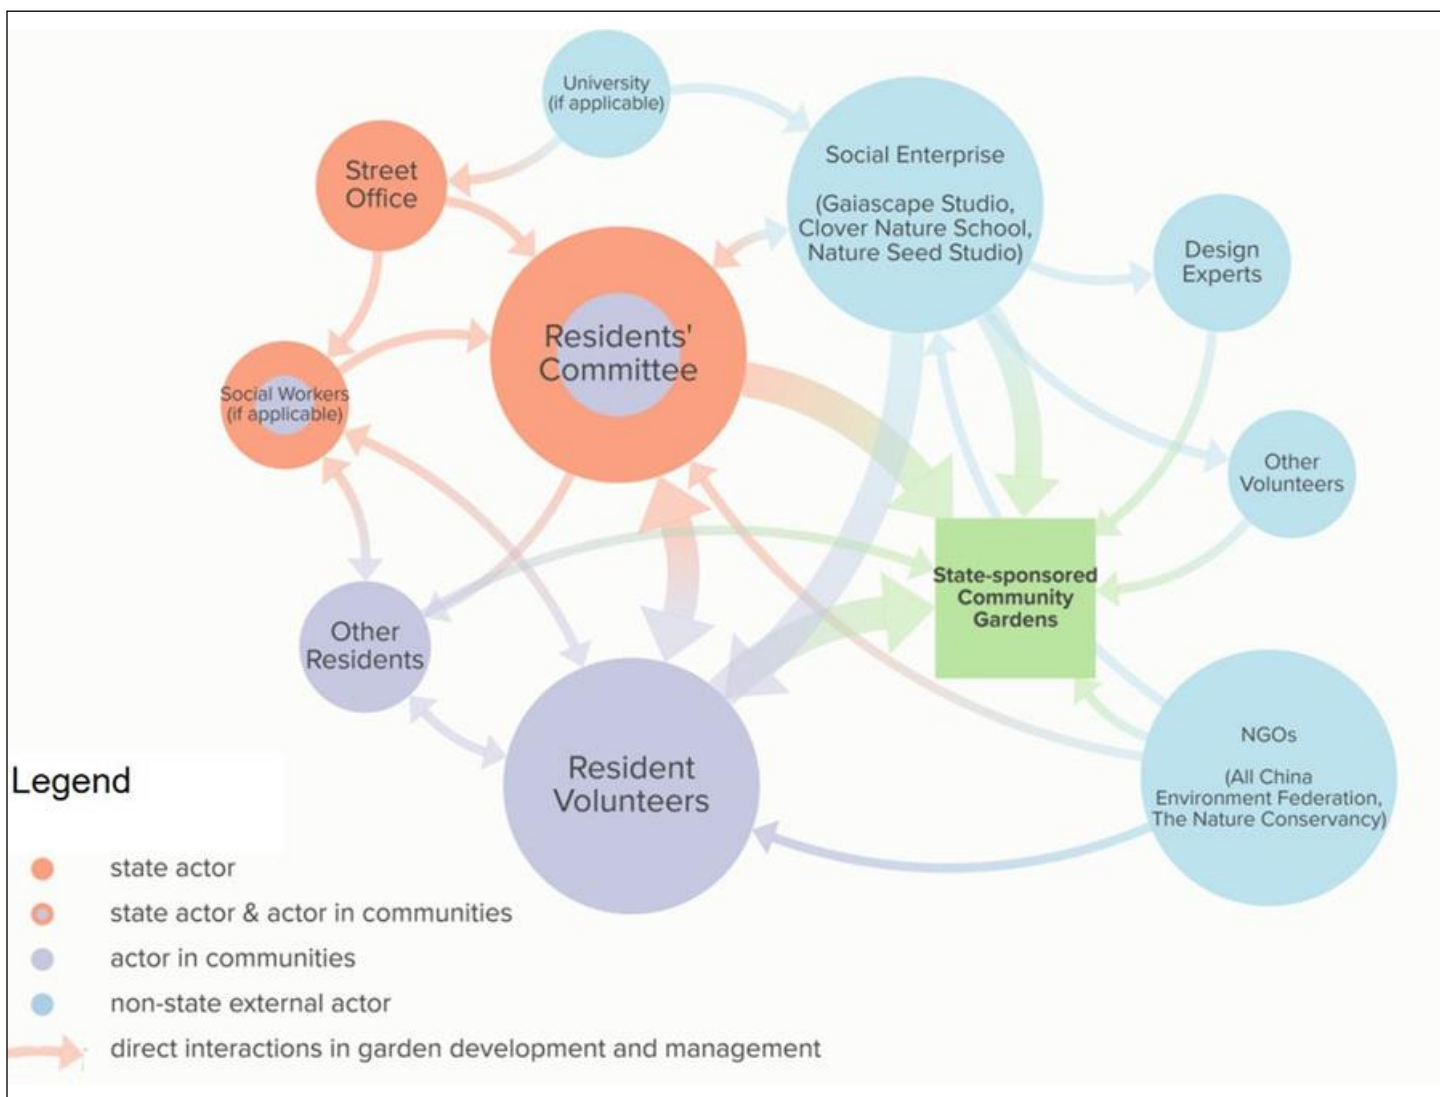 University
(if applicable)
Street
Office
Social Enterprise
(Gaiascape Studio,
Clover Nature School,
Nature Seed Studio)
Design
Experts
Residents'
Committee
Social Workers
(if applicable)
Other
Volunteers
State-sponsored
Community
Gardens
Other
Residents
Resident
Volunteers
NGOs
(All China
Environment Federation,
The Nature Conservancy)
Legend
state actor
state actor & actor in communities
actor in communities
non-state external actor
direct interactions in garden development and management